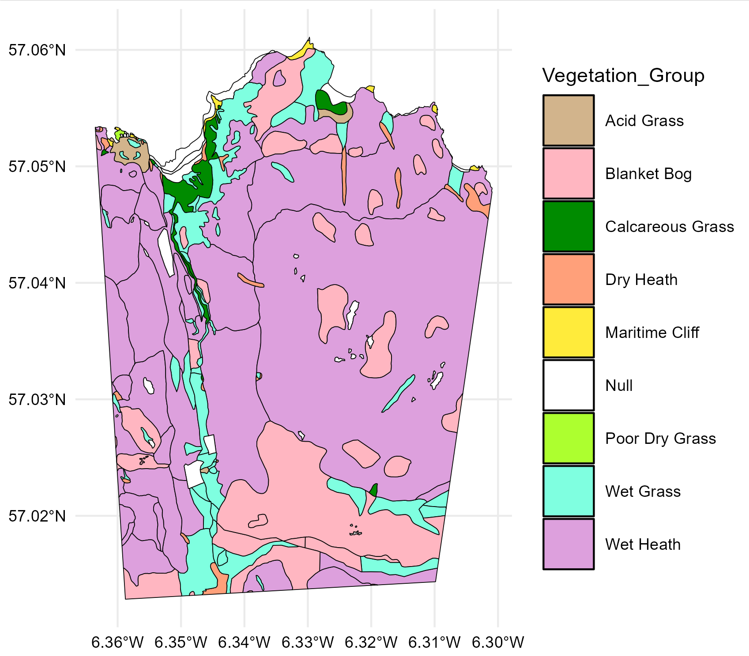 57.06°N
57.05°N
57.04°N
57.03°N
57.02°N
6.36°W 6.35°W 6.34°W 6.33°W 6.32°W 6.31°W 6.30°W
Vegetation_Group
Acid Grass
Blanket Bog
Calcareous Grass
Dry Heath
Maritime Cliff
Null
Poor Dry Grass
Wet Grass
Wet Heath